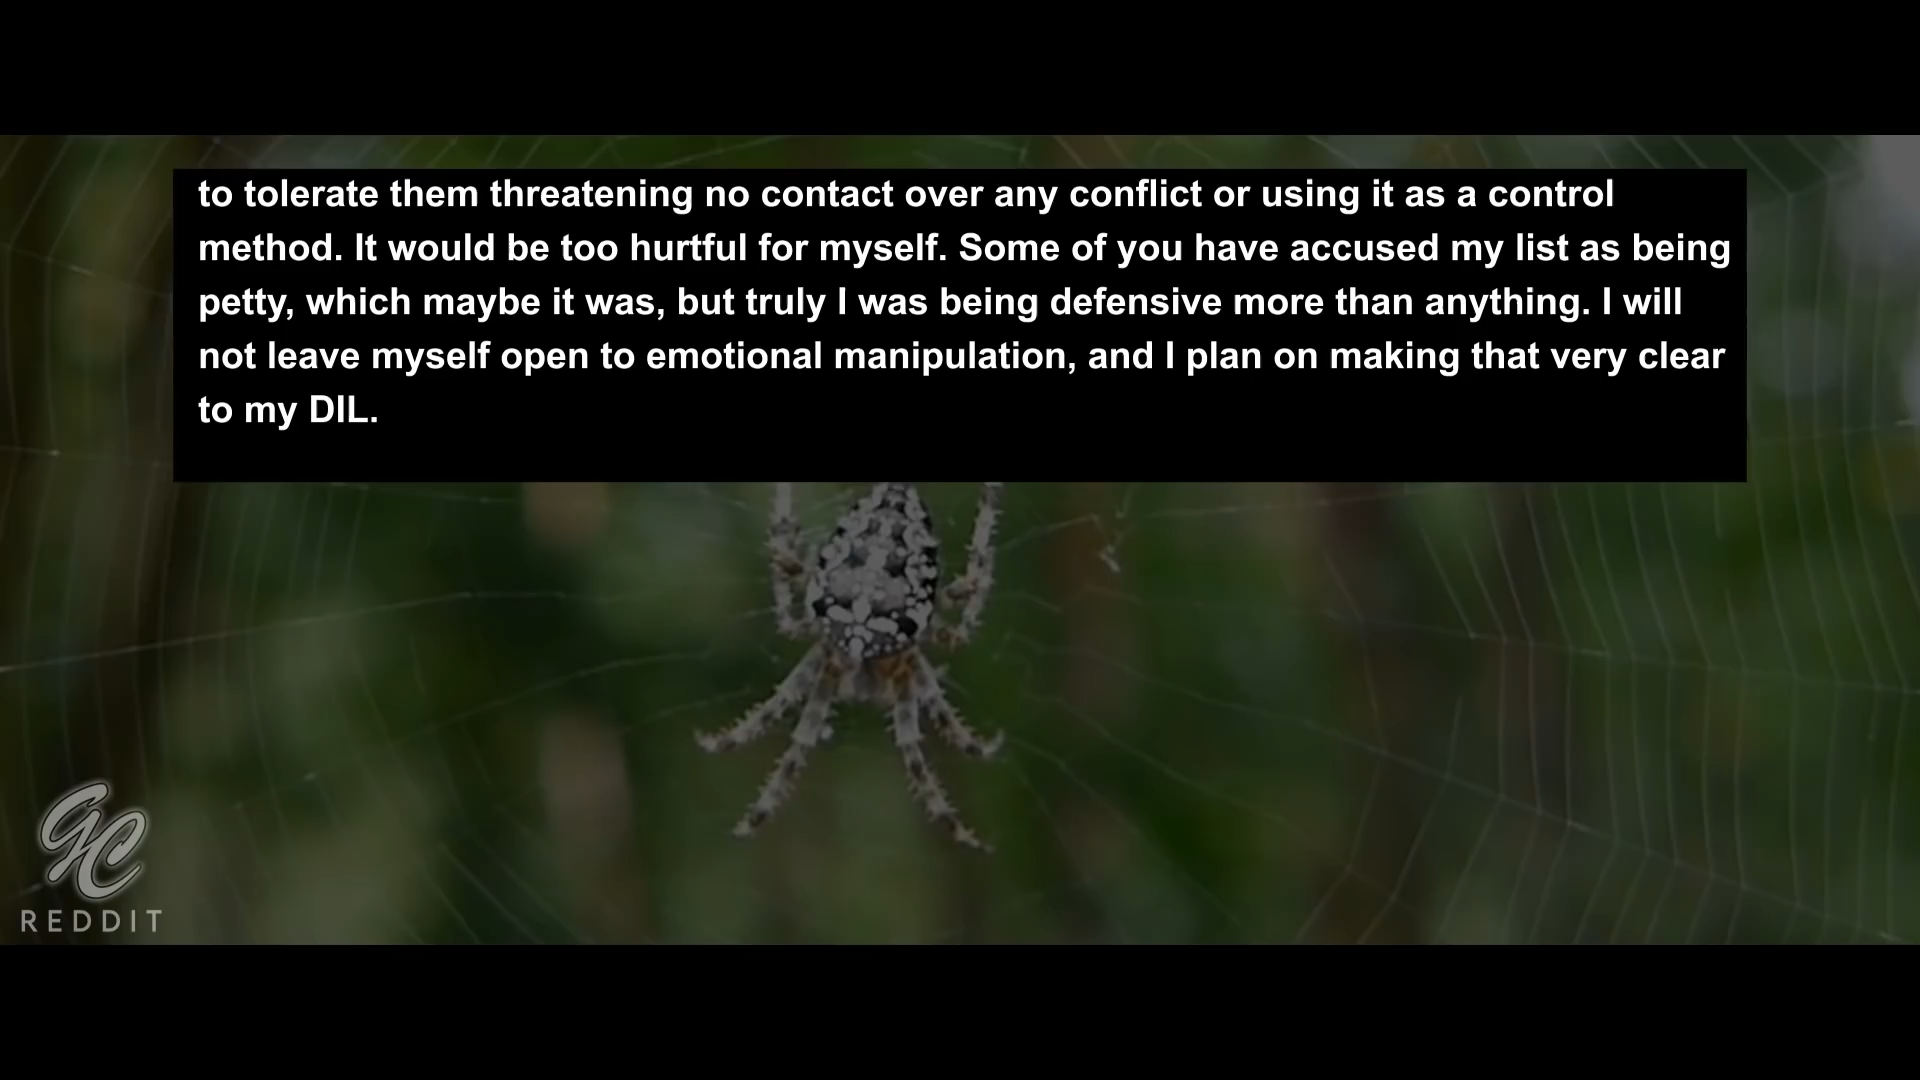 to tolerate them threatening no contact over any conflict or using it as a control
method. It would be too hurtful for myself. Some of you have accused my list as being
petty, which maybe it was, but truly I was being defensive more than anything. I will
not leave myself open to emotional manipulation, and I plan on making that very clear
to my DIL.
GC
REDDIT